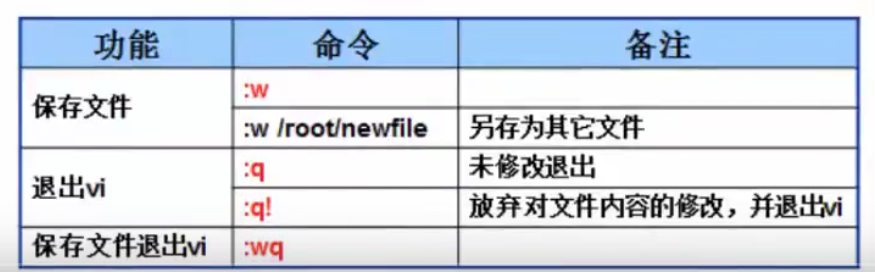 功能 命令 备注
保存文件 :w
:w /root/newfile 另存为其它文件
退出vi :q 未修改退出
:q! 放弃对文件内容的修改，并退出vi
保存文件退出vi :wq